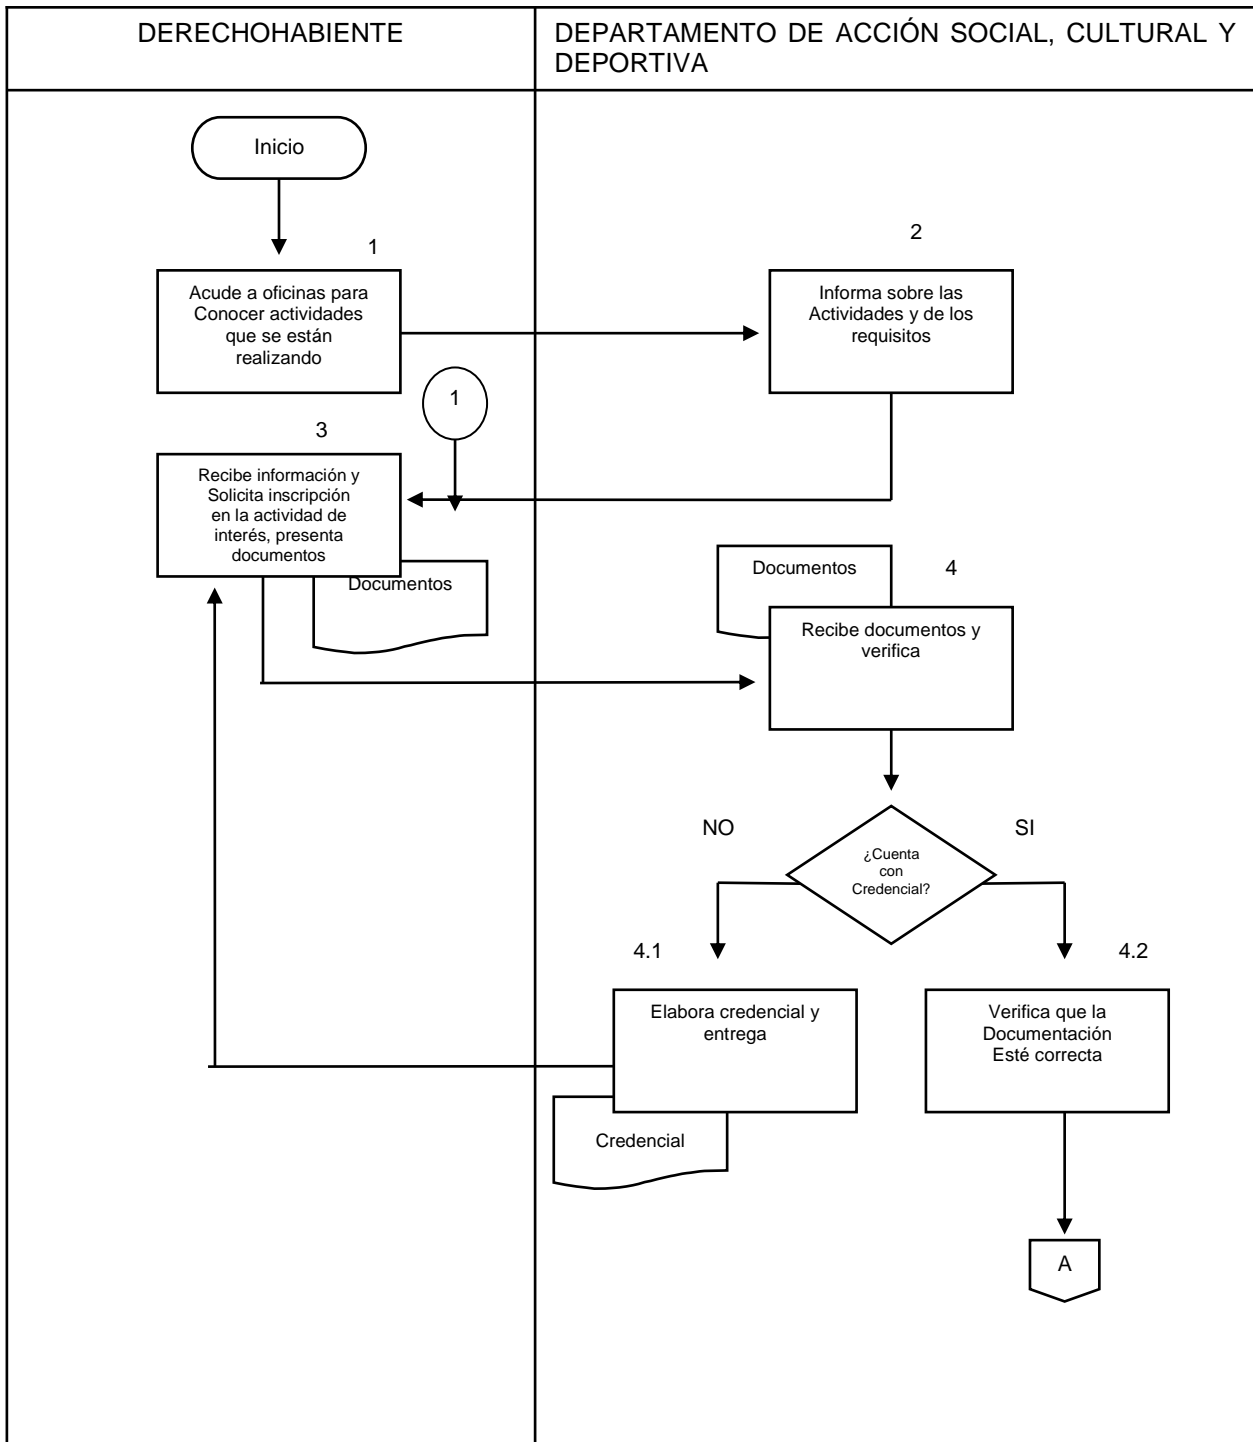 DERECHOHABIENTE
DEPARTAMENTO DE ACCIÓN SOCIAL, CULTURAL Y
DEPORTIVA
Inicio
1
Acude a oficinas para
Conocer actividades
que se están
realizando
2
Informa sobre las
Actividades y de los
requisitos
1
3
Recibe información y
Solicita inscripción
en la actividad de
interés, presenta
documentos
Documentos
Documentos
4
Recibe documentos y
verifica
NO
SI
¿Cuenta
con
Credencial?
4.1
4.2
Elabora credencial y
entrega
Verifica que la
Documentación
Esté correcta
Credencial
A